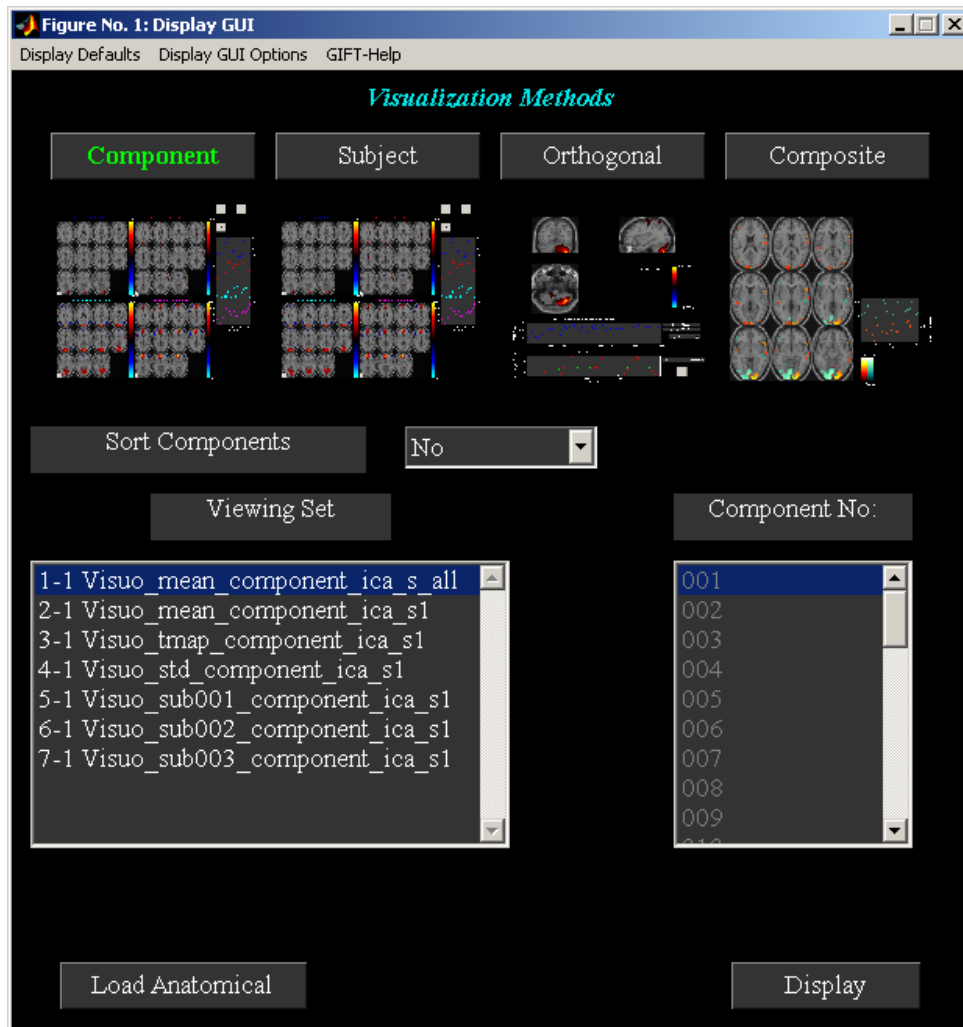 Figure No. 1: Display GUI
Display Defaults Display GUI Options GIFT-Help
Visualization Methods
Component Subject Orthogonal Composite
Sort Components No
Viewing Set Component No:
1-1 Visuo_mean_component_ica_s_all
2-1 Visuo_mean_component_ica_s1
3-1 Visuo_tmap_component_ica_s1
4-1 Visuo_std_component_ica_s1
5-1 Visuo_sub001_component_ica_s1
6-1 Visuo_sub002_component_ica_s1
7-1 Visuo_sub003_component_ica_s1
001
002
003
004
005
006
007
008
009
Load Anatomical Display